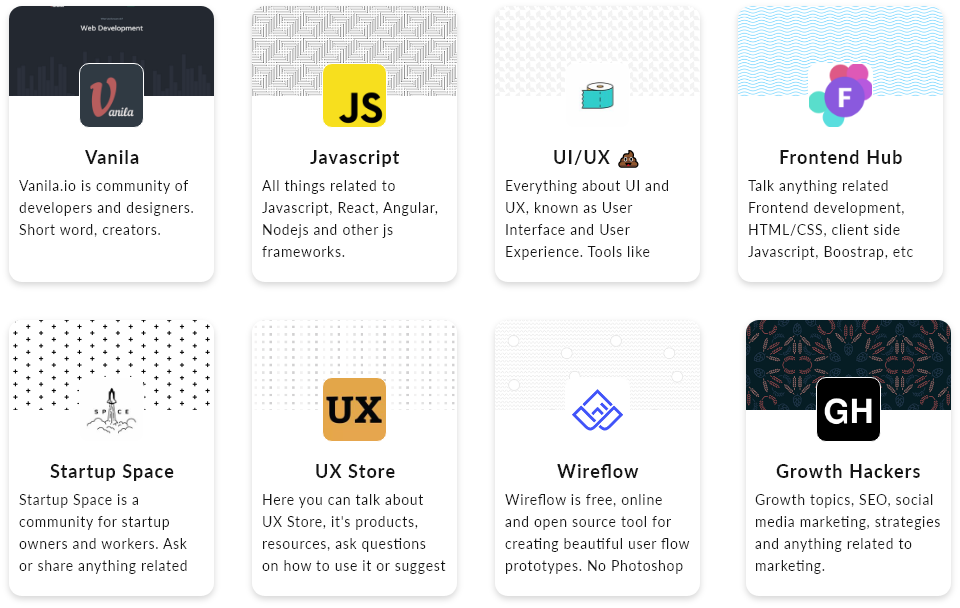 Web Development
Vanila
Vanila
Vanila.io is community of
developers and designers.
Short word, creators.
JS
Javascript
All things related to
Javascript, React, Angular,
Nodejs and other js
frameworks.
UI/UX 💩
Everything about UI and
UX, known as User
Interface and User
Experience. Tools like
F
Frontend Hub
Talk anything related
Frontend development,
HTML/CSS, client side
Javascript, Boostrap, etc
SPACE
Startup Space
Startup Space is a
community for startup
owners and workers. Ask
or share anything related
UX
UX Store
Here you can talk about
UX Store, it's products,
resources, ask questions
on how to use it or suggest
Wireflow
Wireflow is free, online
and open source tool for
creating beautiful user flow
prototypes. No Photoshop
GH
Growth Hackers
Growth topics, SEO, social
media marketing, strategies
and anything related to
marketing.